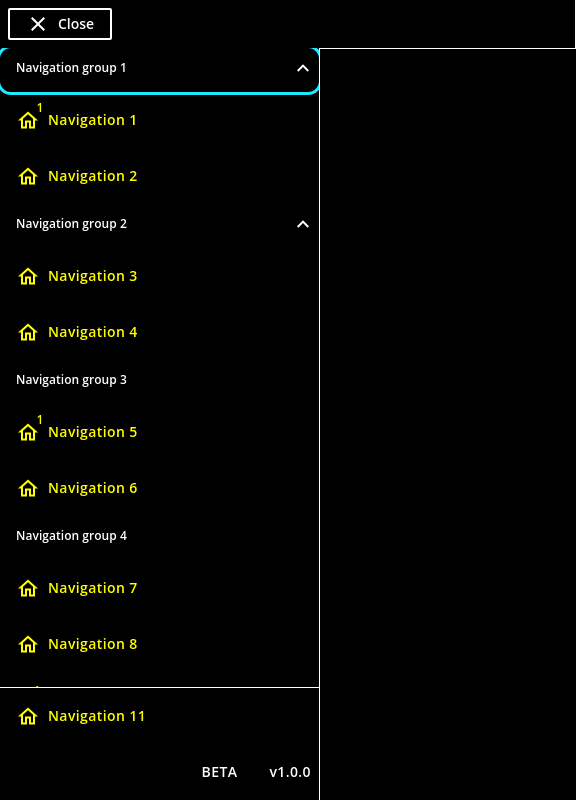 Close
Navigation group 1
1
Navigation 1
Navigation 2
Navigation group 2
Navigation 3
Navigation 4
Navigation group 3
1
Navigation 5
Navigation 6
Navigation group 4
Navigation 7
Navigation 8
Navigation 11
BETA v1.0.0